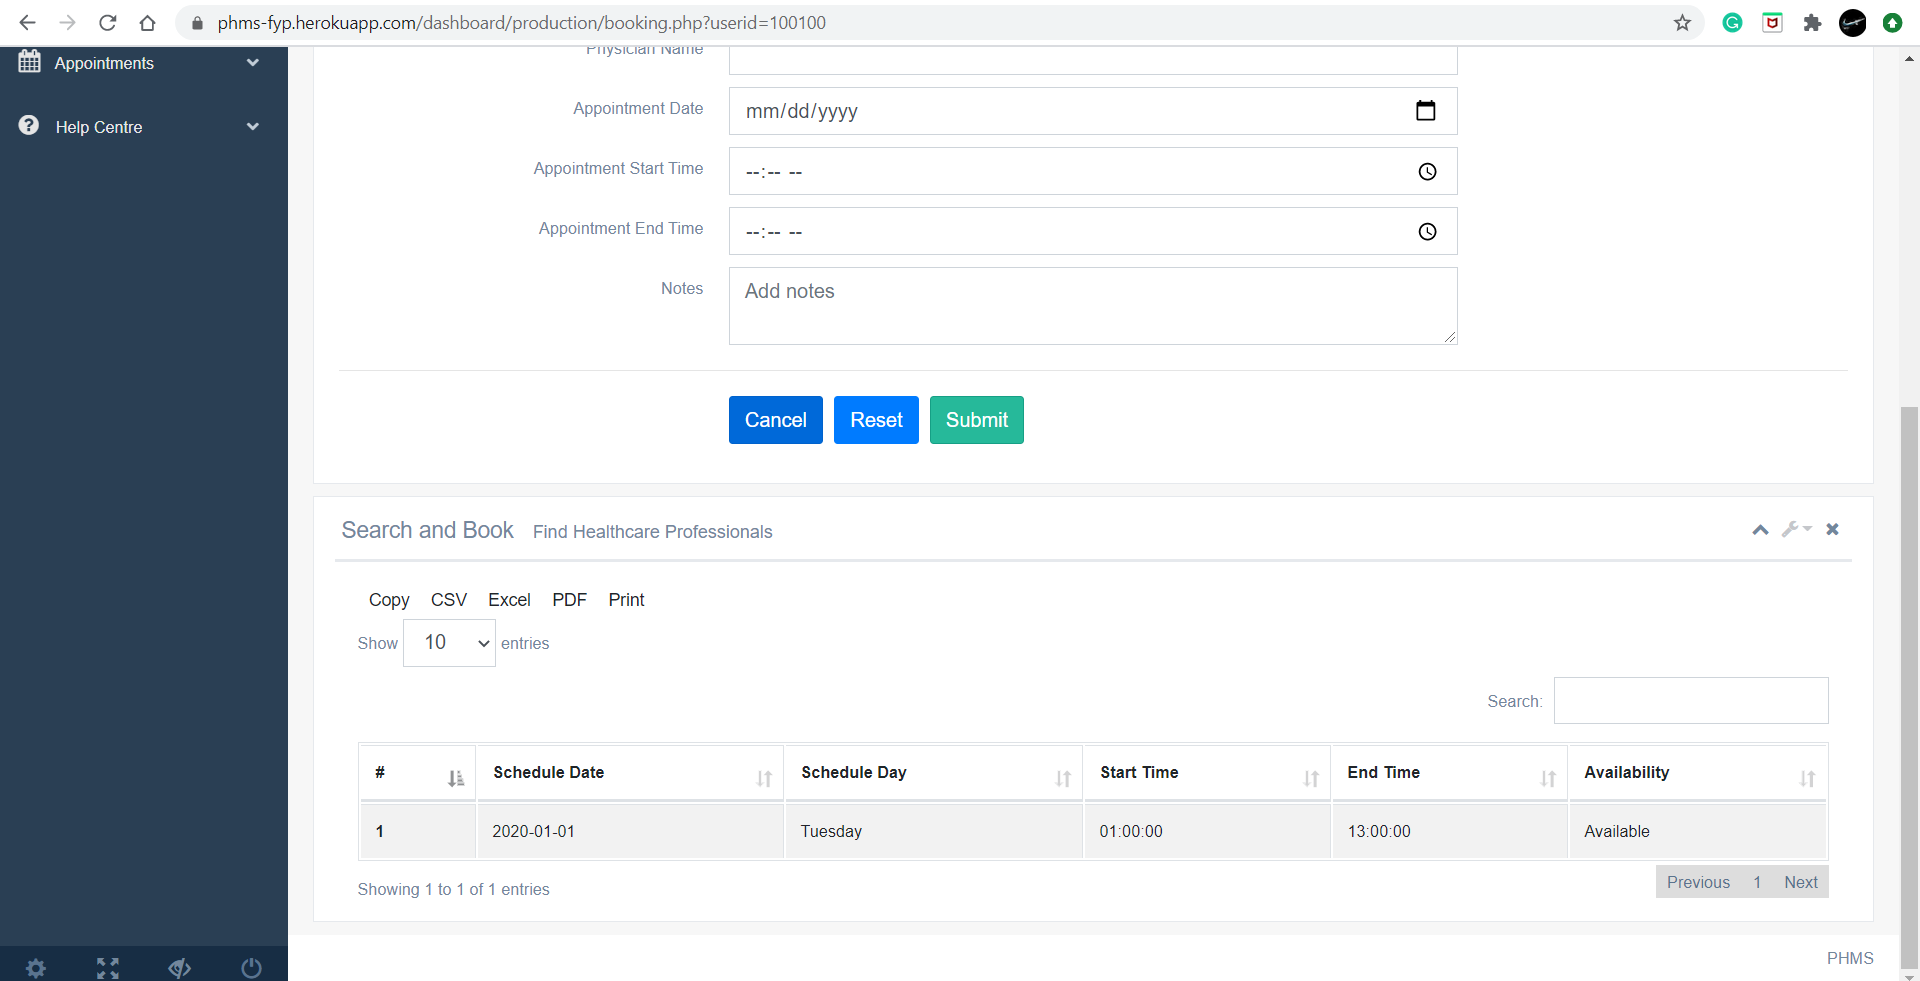 phms-fyp.herokuapp.com/dashboard/production/booking.php?userid=100100
Appointments
Help Centre
Physician Name
Appointment Date
mm/dd/yyyy
Appointment Start Time
--:-- --
Appointment End Time
--:-- --
Notes
Add notes
Cancel Reset Submit
Search and Book Find Healthcare Professionals
Copy CSV Excel PDF Print
Show 10 entries
Search:
# Schedule Date Schedule Day Start Time End Time Availability
1 2020-01-01 Tuesday 01:00:00 13:00:00 Available
Showing 1 to 1 of 1 entries
Previous 1 Next
PHMS